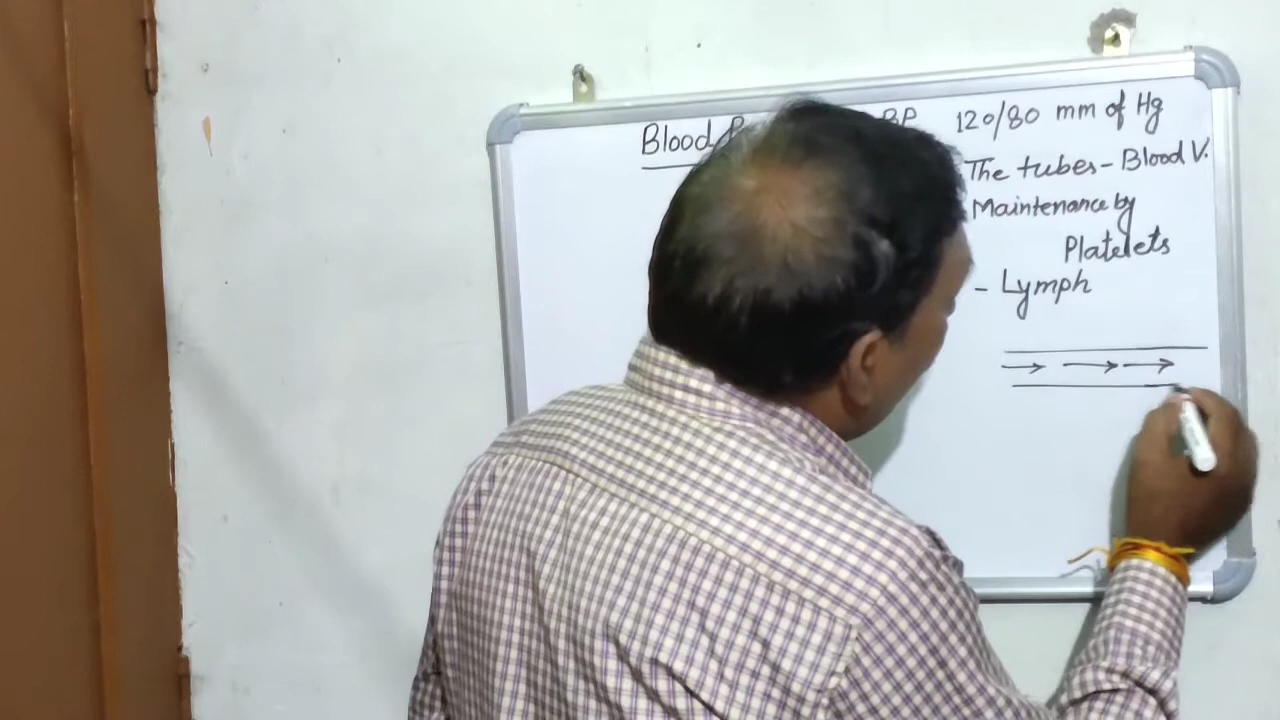 Blood BP 120/80 mm of Hg
The tubes - Blood V.
Maintenance by
Platelets
- Lymph